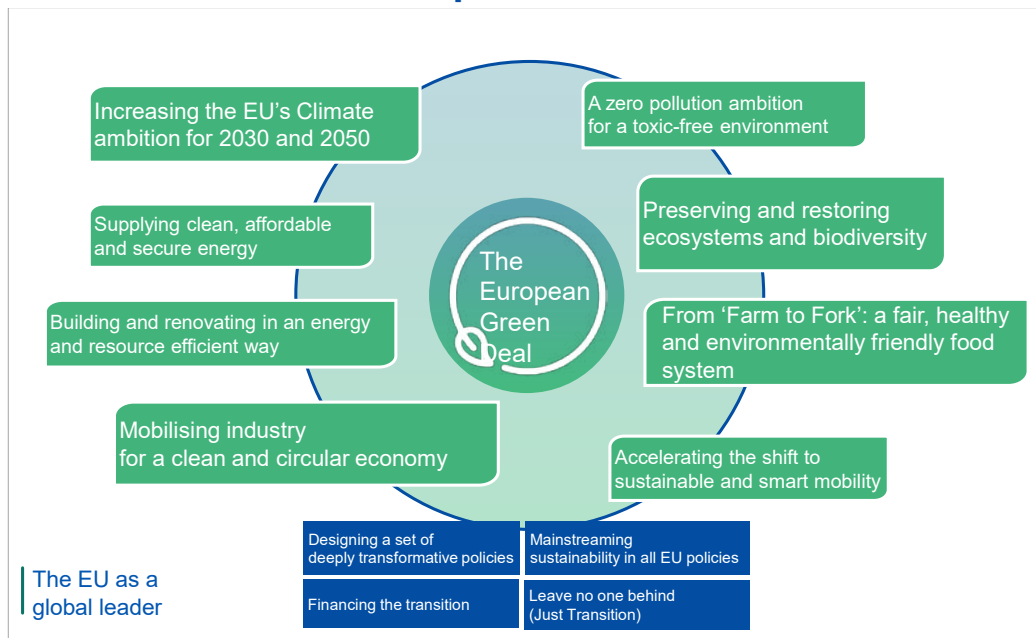 Increasing the EU's Climate
ambition for 2030 and 2050
A zero pollution ambition
for a toxic-free environment
Supplying clean, affordable
and secure energy
Preserving and restoring
ecosystems and biodiversity
The
European
Green
Deal
Building and renovating in an energy
and resource efficient way
From ‘Farm to Fork’: a fair, healthy
and environmentally friendly food
system
Mobilising industry
for a clean and circular economy
Accelerating the shift to
sustainable and smart mobility
Designing a set of
deeply transformative policies
Mainstreaming
sustainability in all EU policies
Financing the transition
Leave no one behind
(Just Transition)
The EU as a
global leader